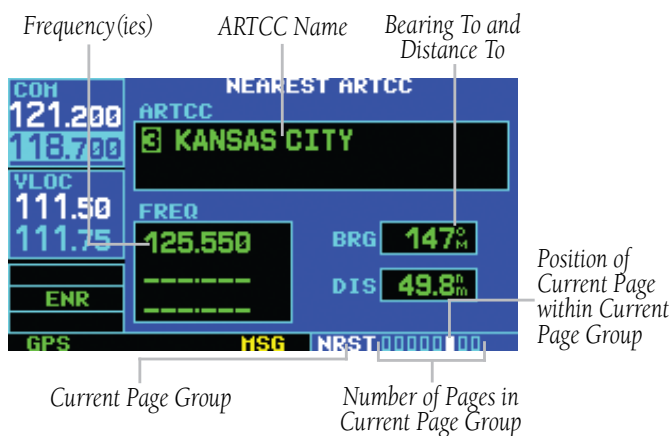 Frequency(ies)
ARTCC Name
Bearing To and
Distance To
NEAREST ARTCC
COM
121.200
118.700
ARTCC
3 KANSAS CITY
VLOC
111.50
111.75
FREQ
125.550
---.---
---.---
BRG 147°M
DIS 49.8nm
ENR
GPS
MSG
NRST
Position of
Current Page
within Current
Page Group
Current Page Group
Number of Pages in
Current Page Group